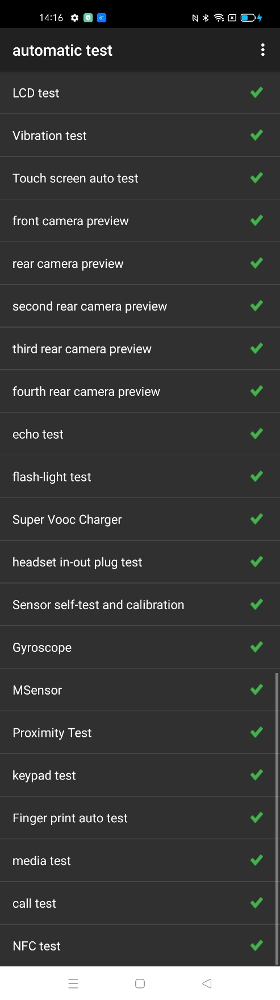 14:16
automatic test
LCD test
Vibration test
Touch screen auto test
front camera preview
rear camera preview
second rear camera preview
third rear camera preview
fourth rear camera preview
echo test
flash-light test
Super Vooc Charger
headset in-out plug test
Sensor self-test and calibration
Gyroscope
MSensor
Proximity Test
keypad test
Finger print auto test
media test
call test
NFC test